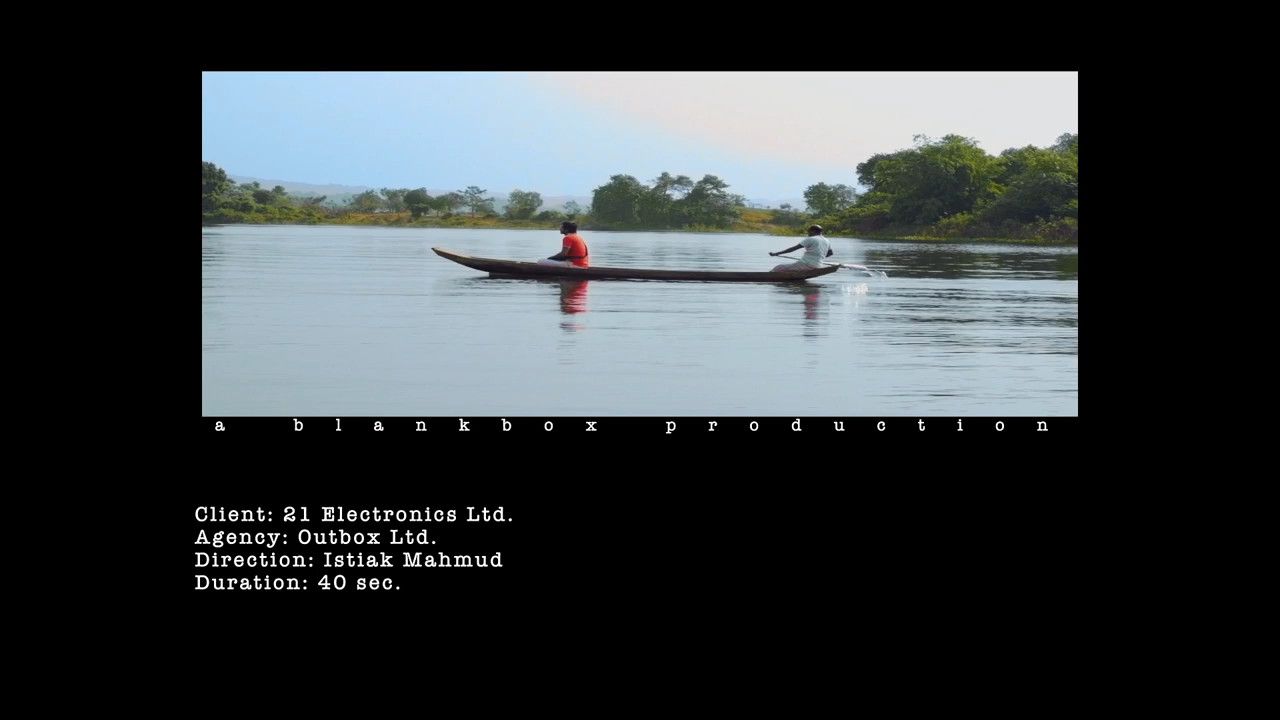 a blankbox production
Client: 21 Electronics Ltd.
Agency: Outbox Ltd.
Direction: Istiak Mahmud
Duration: 40 sec.